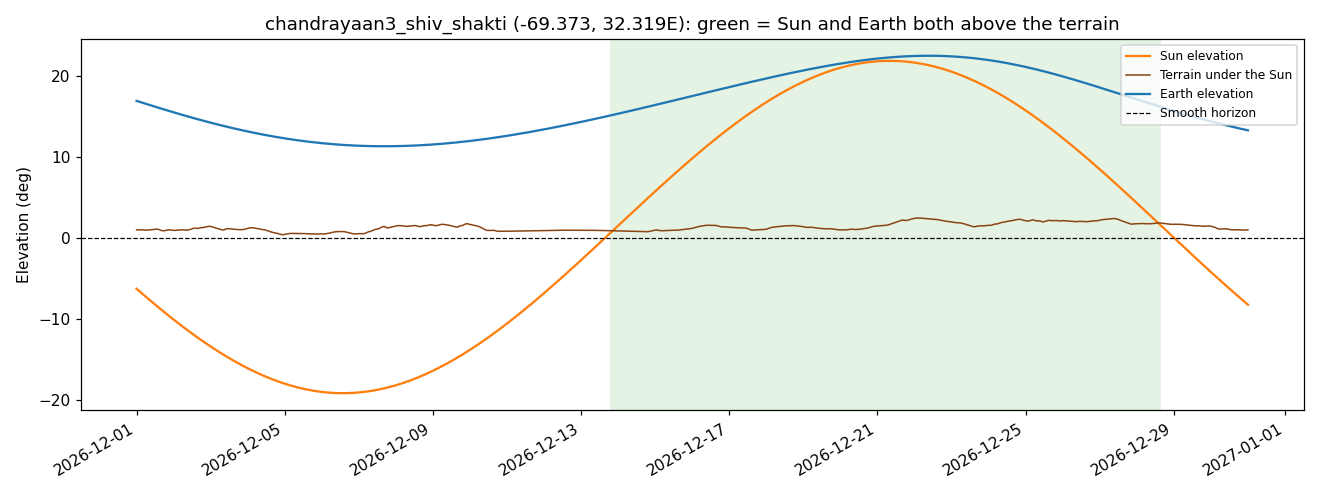 chandrayaan3_shiv_shakti (-69.373, 32.319E): green = Sun and Earth both above the terrain
Sun elevation
Terrain under the Sun
Earth elevation
Smooth horizon
Elevation (deg)
20
10
0
−10
−20
2026-12-01
2026-12-05
2026-12-09
2026-12-13
2026-12-17
2026-12-21
2026-12-25
2026-12-29
2027-01-01